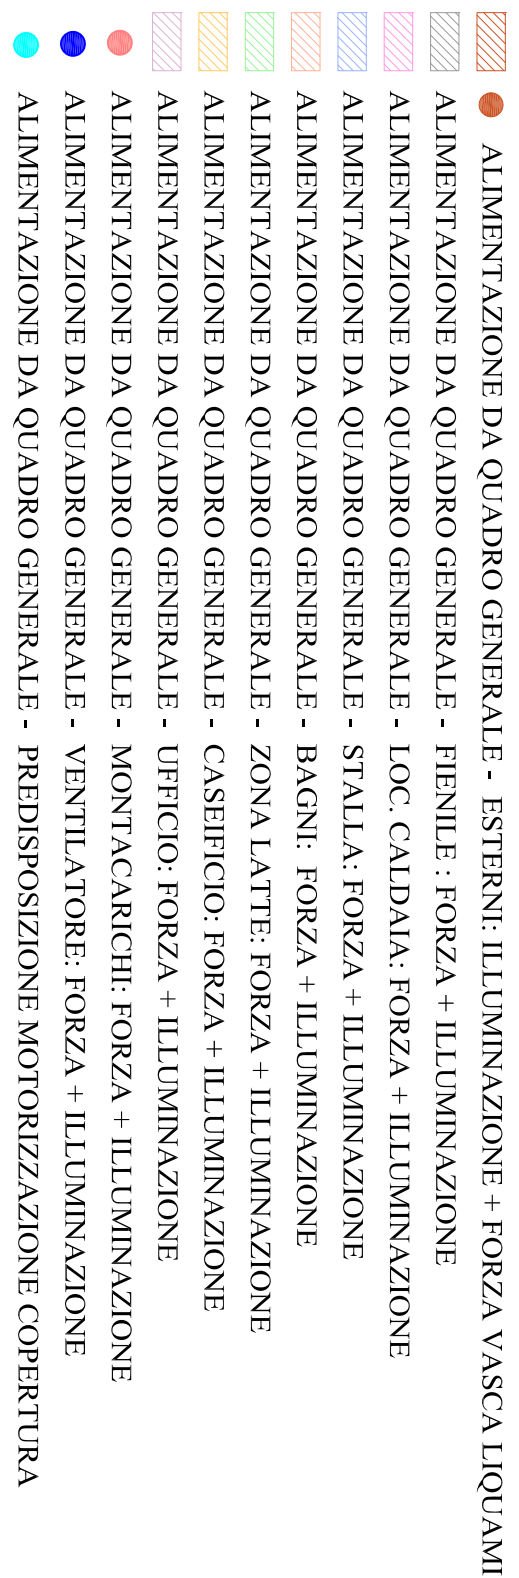 ALIMENTAZIONE DA QUADRO GENERALE - ESTERNI: ILLUMINAZIONE + FORZA VASCA LIQUAMI
ALIMENTAZIONE DA QUADRO GENERALE - FIENILE : FORZA + ILLUMINAZIONE
ALIMENTAZIONE DA QUADRO GENERALE - LOC. CALDAIA: FORZA + ILLUMINAZIONE
ALIMENTAZIONE DA QUADRO GENERALE - STALLA: FORZA + ILLUMINAZIONE
ALIMENTAZIONE DA QUADRO GENERALE - BAGNI: FORZA + ILLUMINAZIONE
ALIMENTAZIONE DA QUADRO GENERALE - ZONA LATTE: FORZA + ILLUMINAZIONE
ALIMENTAZIONE DA QUADRO GENERALE - CASEIFICIO: FORZA + ILLUMINAZIONE
ALIMENTAZIONE DA QUADRO GENERALE - UFFICIO: FORZA + ILLUMINAZIONE
ALIMENTAZIONE DA QUADRO GENERALE - MONTACARICHI: FORZA + ILLUMINAZIONE
ALIMENTAZIONE DA QUADRO GENERALE - VENTILATORE: FORZA + ILLUMINAZIONE
ALIMENTAZIONE DA QUADRO GENERALE - PREDISPOSIZIONE MOTORIZZAZIONE COPERTURA